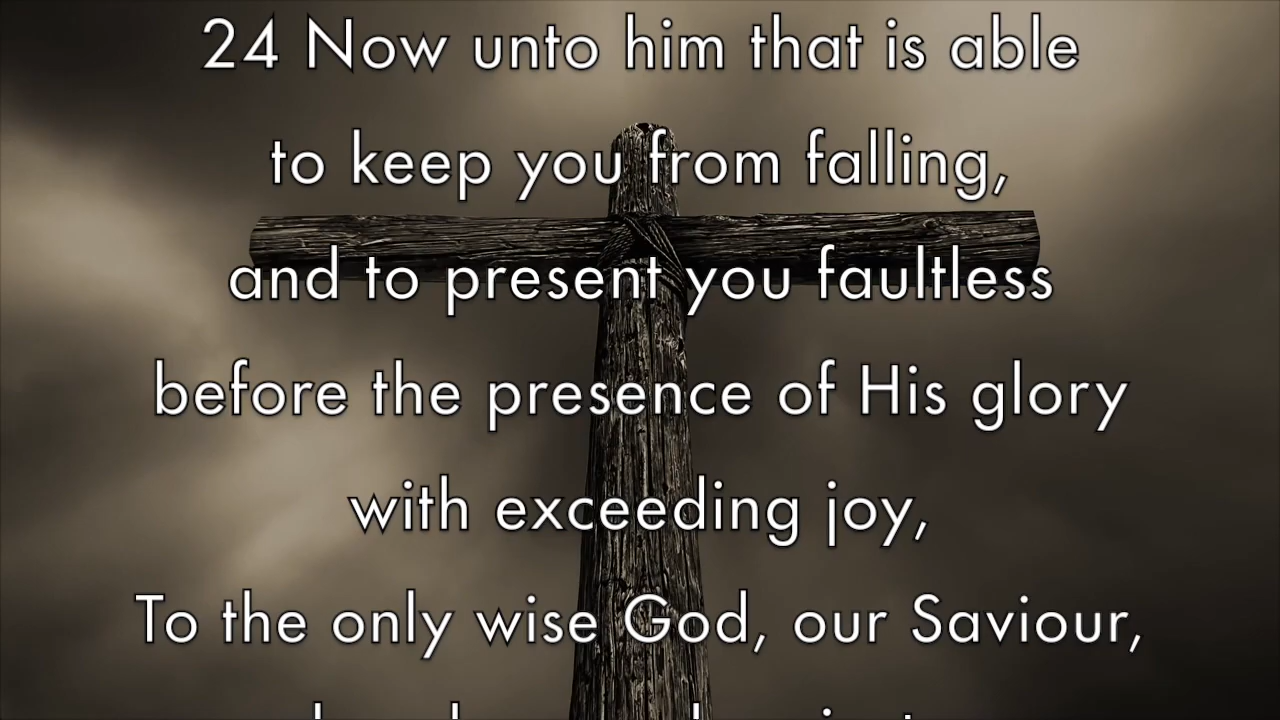 24 Now unto him that is able
to keep you from falling,
and to present you faultless
before the presence of His glory
with exceeding joy,
To the only wise God, our Saviour,